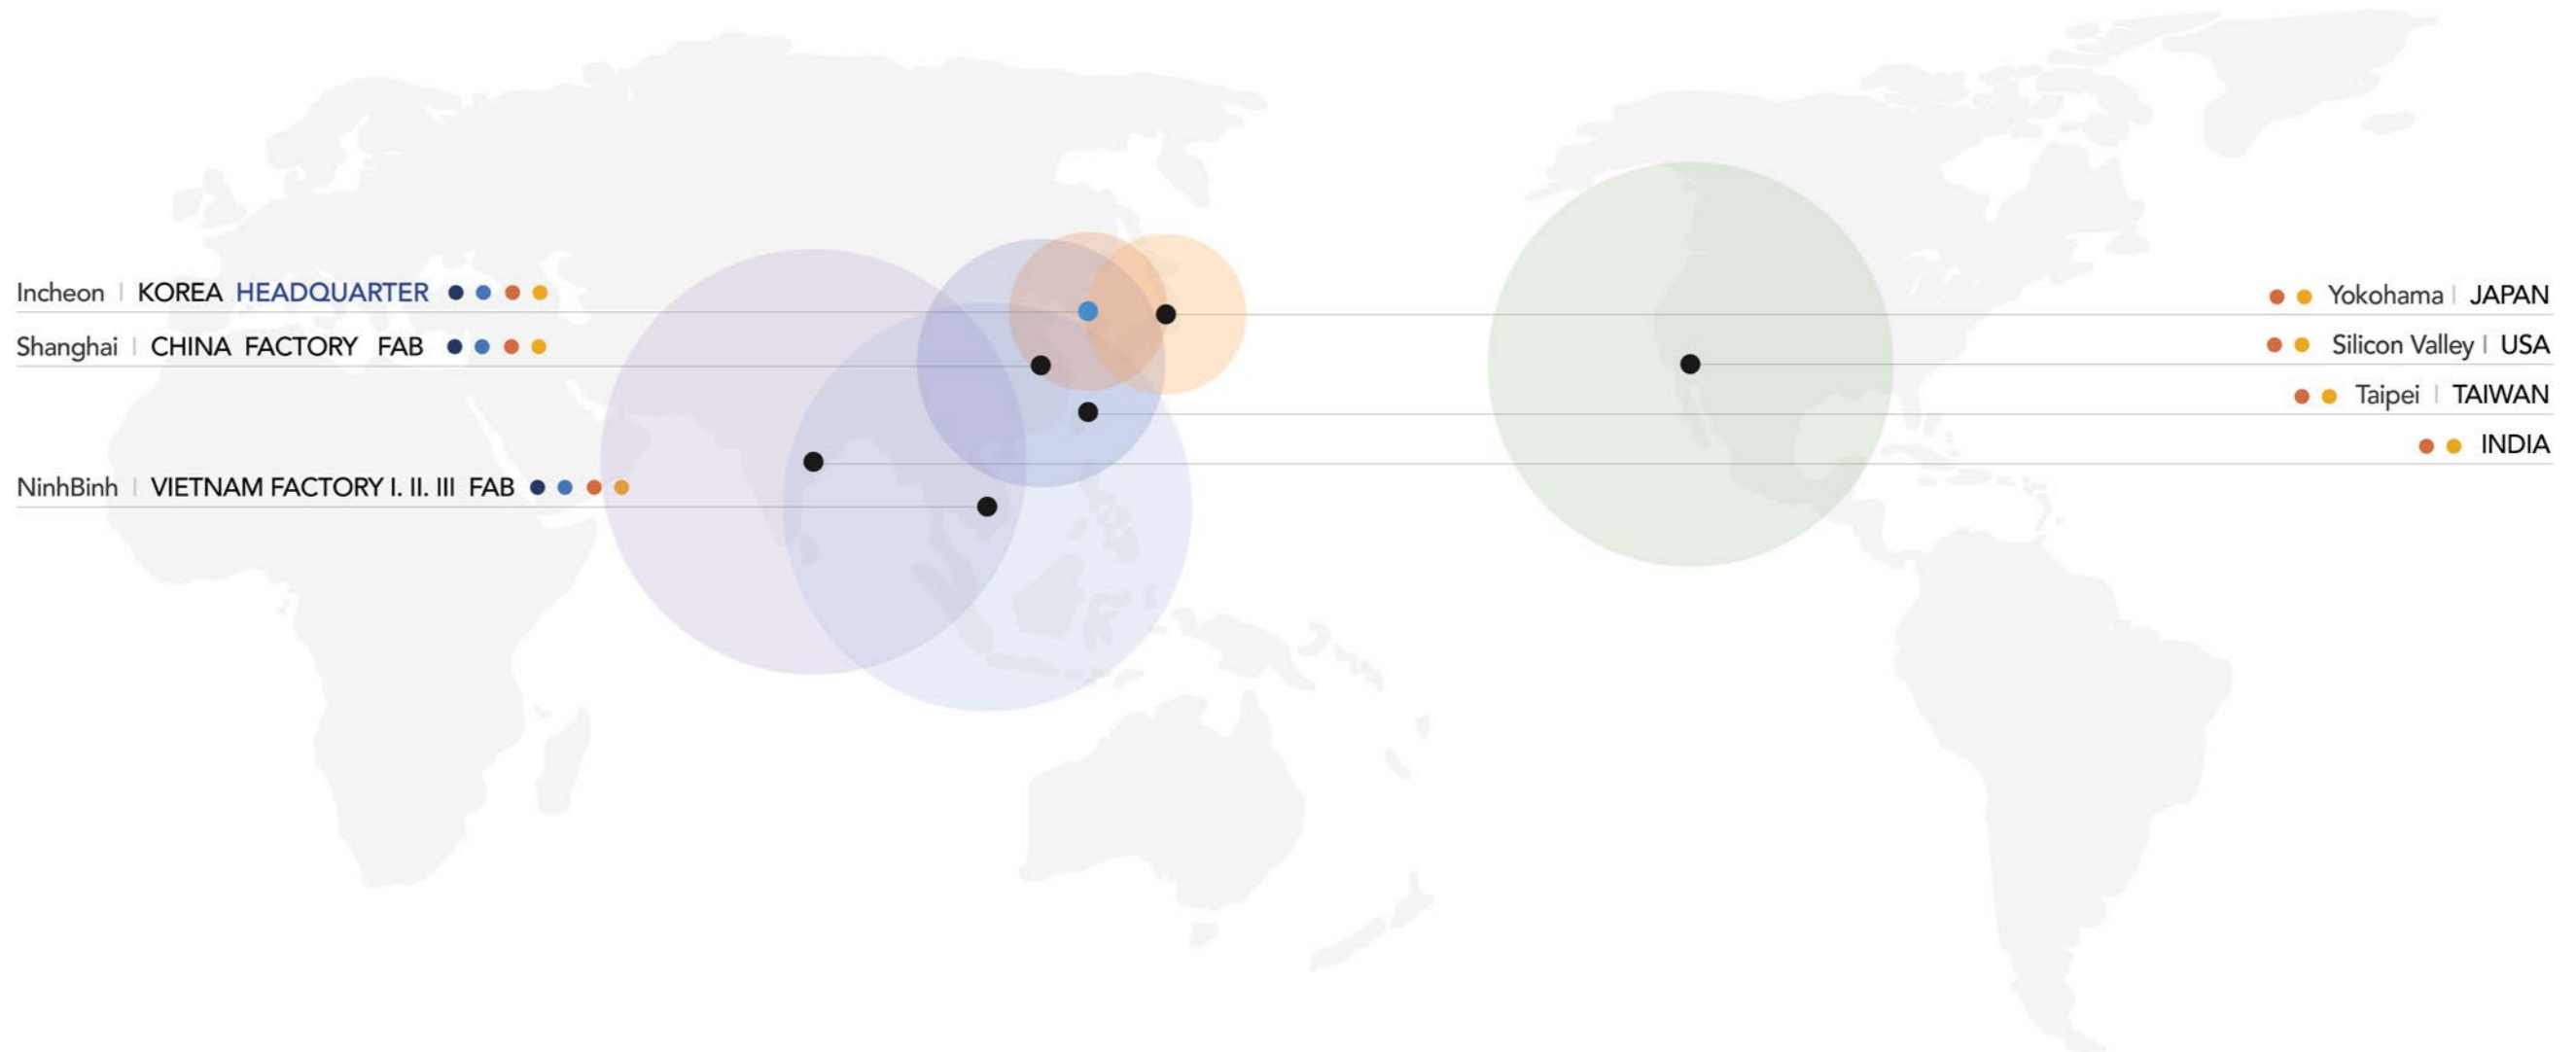 Incheon | KOREA HEADQUARTER
Shanghai | CHINA FACTORY FAB
NinhBinh | VIETNAM FACTORY I. II. III FAB
Yokohama | JAPAN
Silicon Valley | USA
Taipei | TAIWAN
INDIA